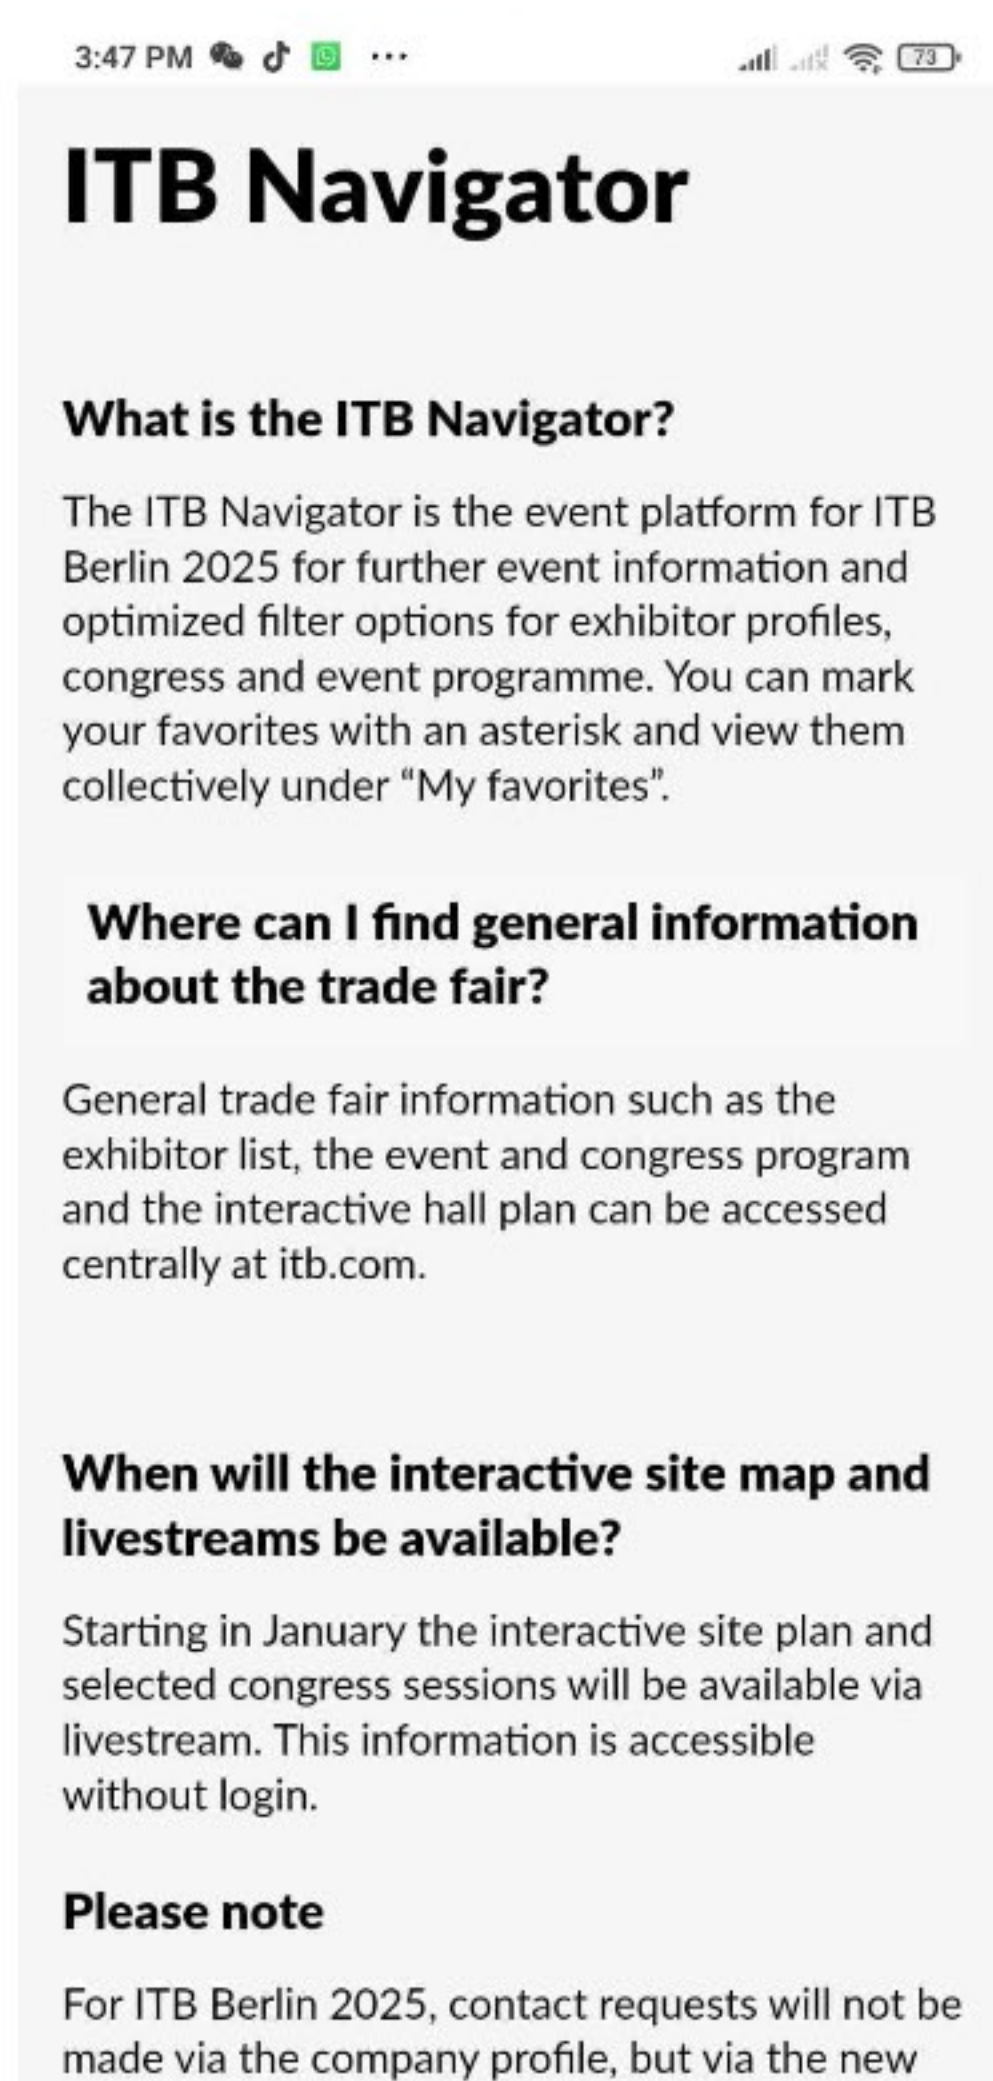 3:47 PM ...
73
ITB Navigator
What is the ITB Navigator?
The ITB Navigator is the event platform for ITB
Berlin 2025 for further event information and
optimized filter options for exhibitor profiles,
congress and event programme. You can mark
your favorites with an asterisk and view them
collectively under “My favorites”.
Where can I find general information
about the trade fair?
General trade fair information such as the
exhibitor list, the event and congress program
and the interactive hall plan can be accessed
centrally at itb.com.
When will the interactive site map and
livestreams be available?
Starting in January the interactive site plan and
selected congress sessions will be available via
livestream. This information is accessible
without login.
Please note
For ITB Berlin 2025, contact requests will not be
made via the company profile, but via the new